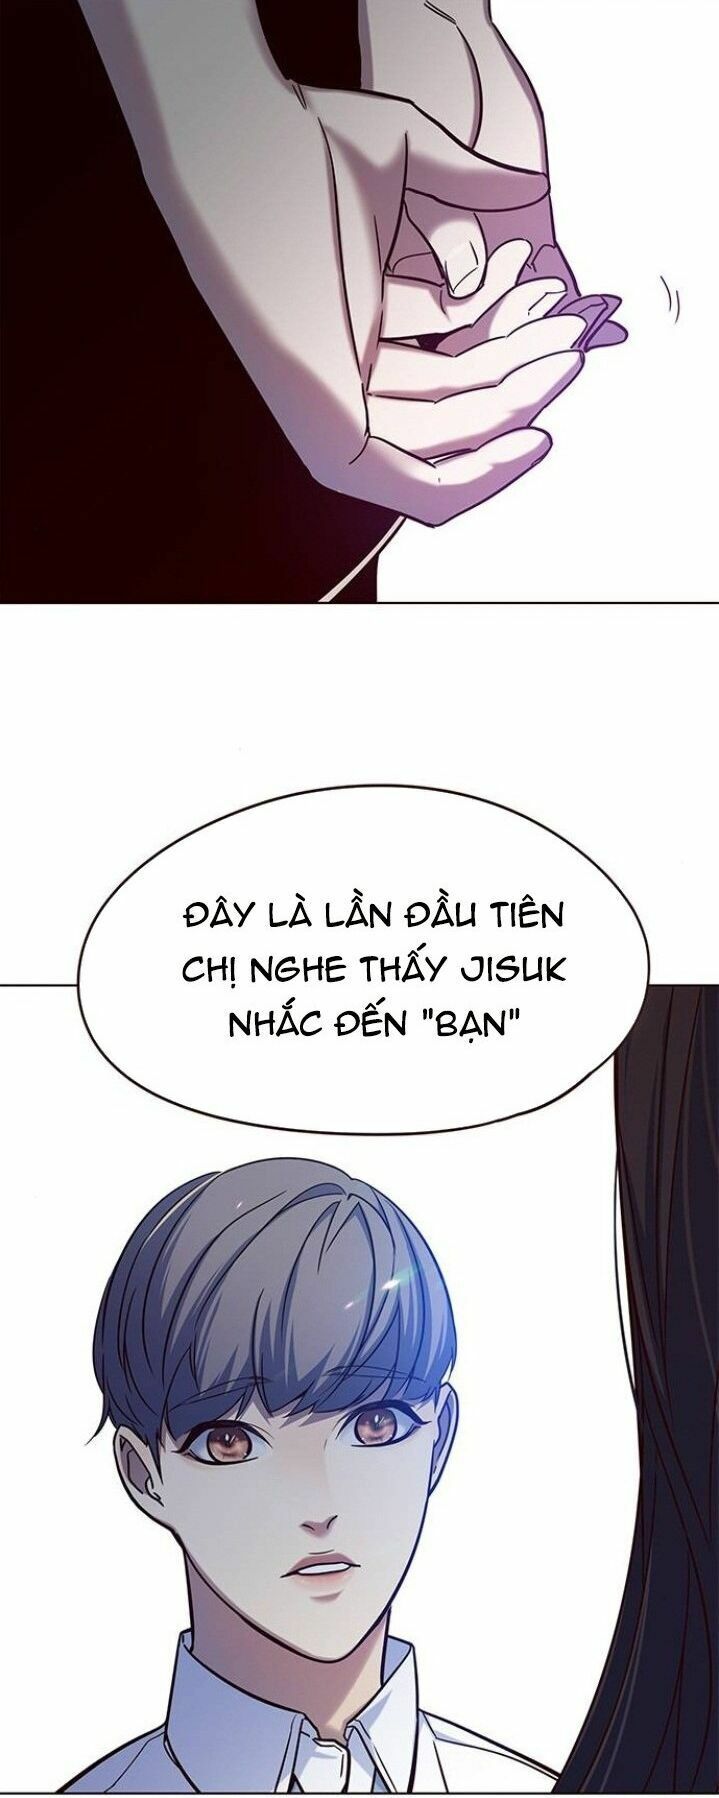 ĐÂY LÀ LẦN ĐẦU TIÊN
CHỊ NGHE THẤY JISUK
NHẮC ĐẾN "BẠN"